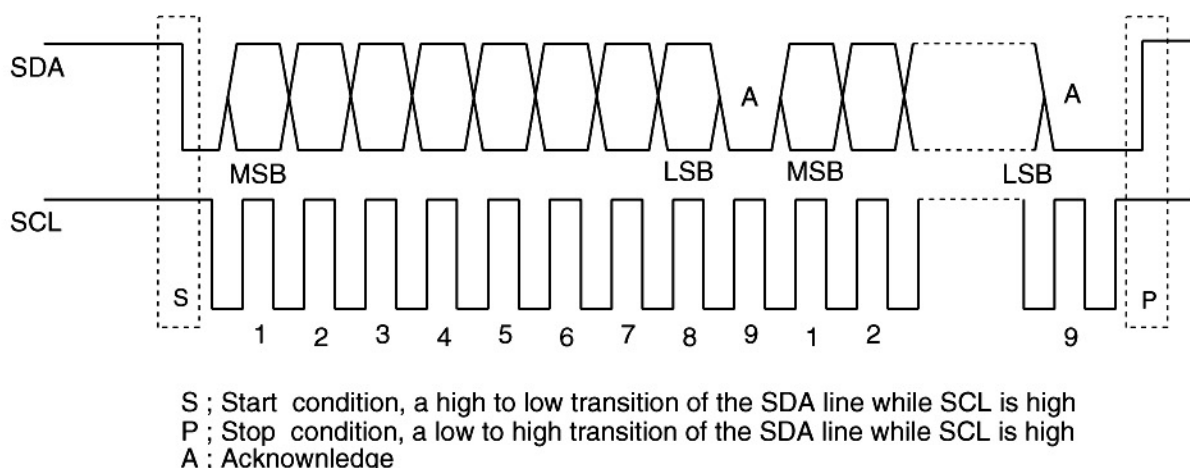 SDA
A
A
MSB
LSB
MSB
LSB
SCL
S
P
1 2 3 4 5 6 7 8 9 1 2 9
S ; Start condition, a high to low transition of the SDA line while SCL is high
P ; Stop condition, a low to high transition of the SDA line while SCL is high
A ; Acknownledge